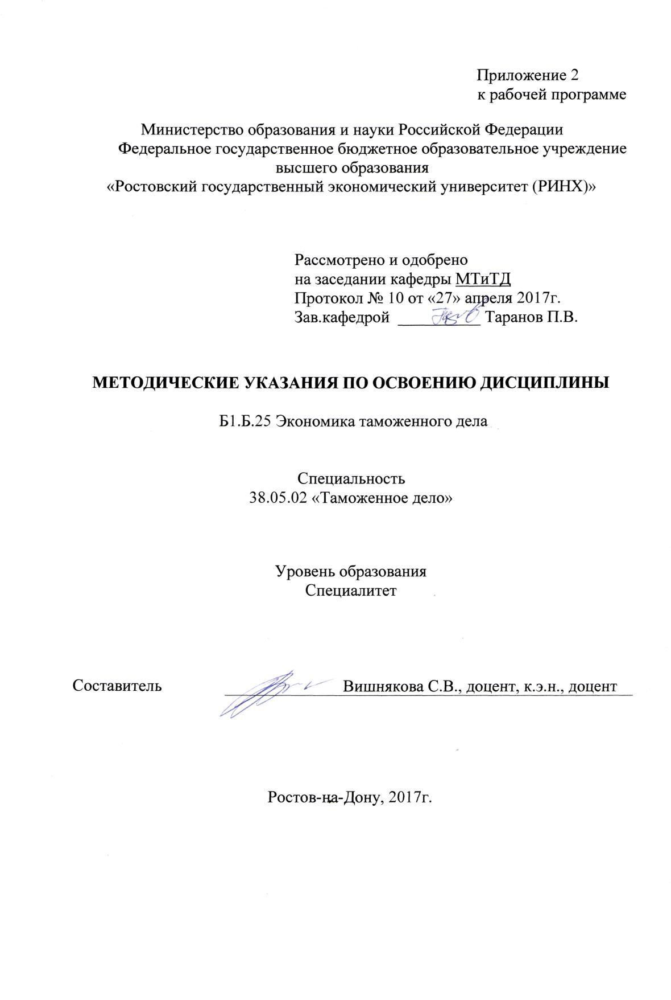 Приложение 2
к рабочей программе
Министерство образования и науки Российской Федерации
Федеральное государственное бюджетное образовательное учреждение
высшего образования
«Ростовский государственный экономический университет (РИНХ)»
Рассмотрено и одобрено
на заседании кафедры МТиТД
Протокол № 10 от «27» апреля 2017г.
Зав.кафедрой __________ Таранов П.В.
МЕТОДИЧЕСКИЕ УКАЗАНИЯ ПО ОСВОЕНИЮ ДИСЦИПЛИНЫ
Б1.Б.25 Экономика таможенного дела
Специальность
38.05.02 «Таможенное дело»
Уровень образования
Специалитет
Составитель Вишнякова С.В., доцент, к.э.н., доцент
Ростов-на-Дону, 2017г.